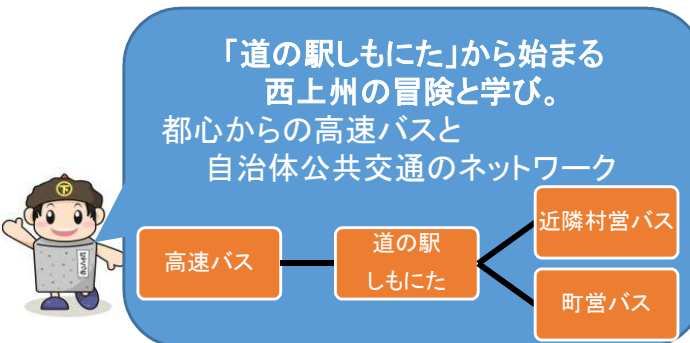 「道の駅しもにた」から始まる
西上州の冒険と学び。
都心からの高速バスと
自治体公共交通のネットワーク
高速バス
道の駅
しもにた
近隣村営バス
町営バス
下